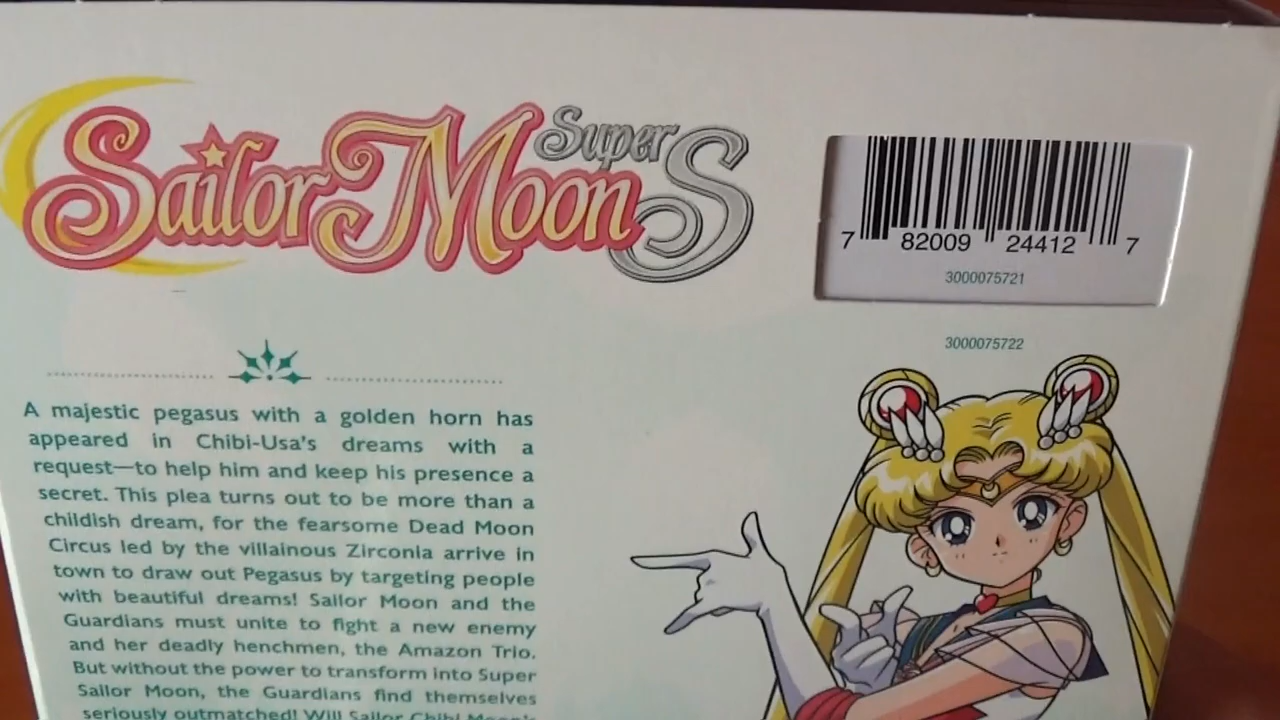 Sailor Moon Super S
7 82009 24412 7
3000075721
3000075722
A majestic pegasus with a golden horn has
appeared in Chibi-Usa's dreams with a
request—to help him and keep his presence a
secret. This plea turns out to be more than a
childish dream, for the fearsome Dead Moon
Circus led by the villainous Zirconia arrive in
town to draw out Pegasus by targeting people
with beautiful dreams! Sailor Moon and the
Guardians must unite to fight a new enemy
and her deadly henchmen, the Amazon Trio.
But without the power to transform into Super
Sailor Moon, the Guardians find themselves
seriously outmatched! Will Sailor Chibi Moon's